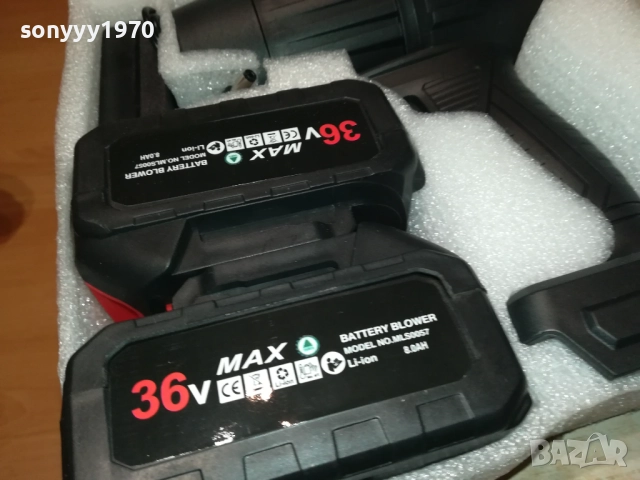 sonyyy1970
36V
MAX
Li-ion
MODEL NO.MLS0057
8.0AH
BATTERY BLOWER
BATTERY BLOWER
MODEL NO.MLS0057
Li-ion 8.0AH
MAX
36V
BAZAR